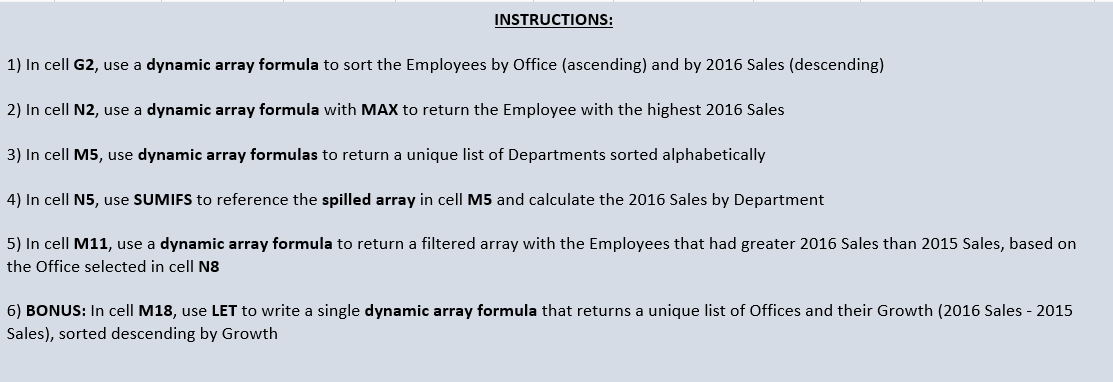 INSTRUCTIONS:
1) In cell G2, use a dynamic array formula to sort the Employees by Office (ascending) and by 2016 Sales (descending)
2) In cell N2, use a dynamic array formula with MAX to return the Employee with the highest 2016 Sales
3) In cell M5, use dynamic array formulas to return a unique list of Departments sorted alphabetically
4) In cell N5, use SUMIFS to reference the spilled array in cell M5 and calculate the 2016 Sales by Department
5) In cell M11, use a dynamic array formula to return a filtered array with the Employees that had greater 2016 Sales than 2015 Sales, based on
the Office selected in cell N8
6) BONUS: In cell M18, use LET to write a single dynamic array formula that returns a unique list of Offices and their Growth (2016 Sales - 2015
Sales), sorted descending by Growth